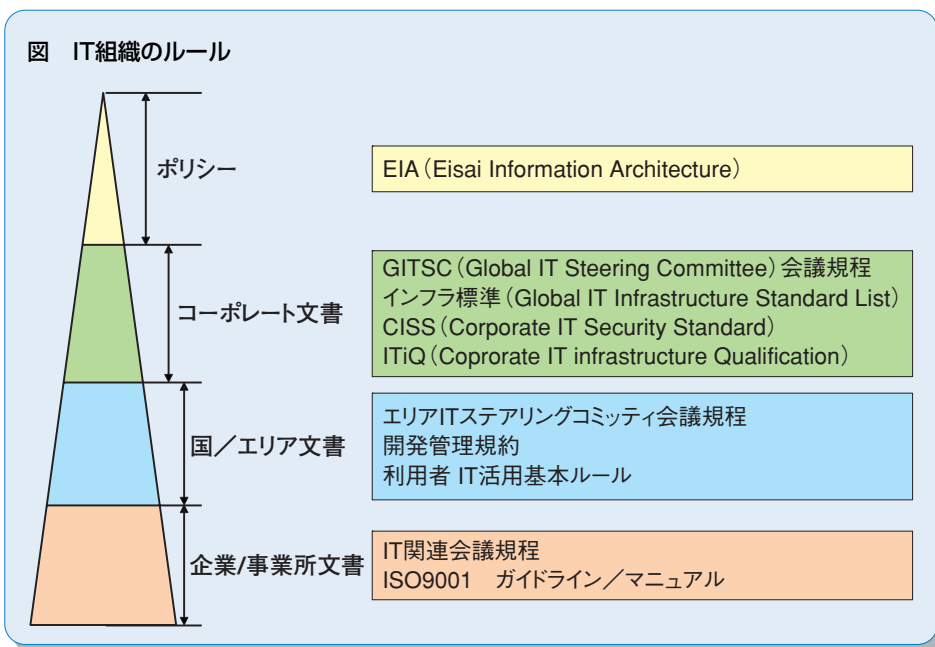 図 IT組織のルール
ポリシー
EIA（Eisai Information Architecture）
コーポレート文書
GITSC（Global IT Steering Committee）会議規程
インフラ標準（Global IT Infrastructure Standard List）
CISS（Corporate IT Security Standard）
ITiQ（Coprorate IT infrastructure Qualification）
国／エリア文書
エリアITステアリングコミッティ会議規程
開発管理規約
利用者 IT活用基本ルール
企業/事業所文書
IT関連会議規程
ISO9001 ガイドライン／マニュアル